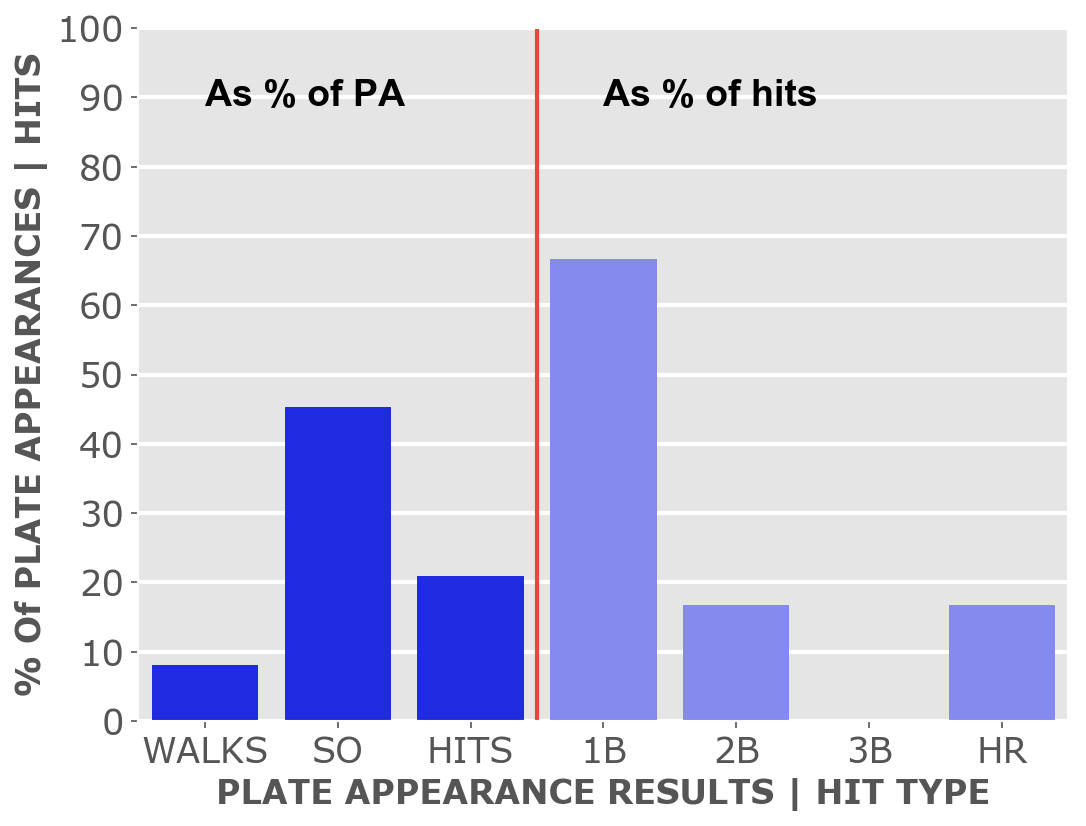 % Of PLATE APPEARANCES | HITS
100
90
80
70
60
50
40
30
20
10
0
As % of PA
As % of hits
WALKS SO HITS 1B 2B 3B HR
PLATE APPEARANCE RESULTS | HIT TYPE